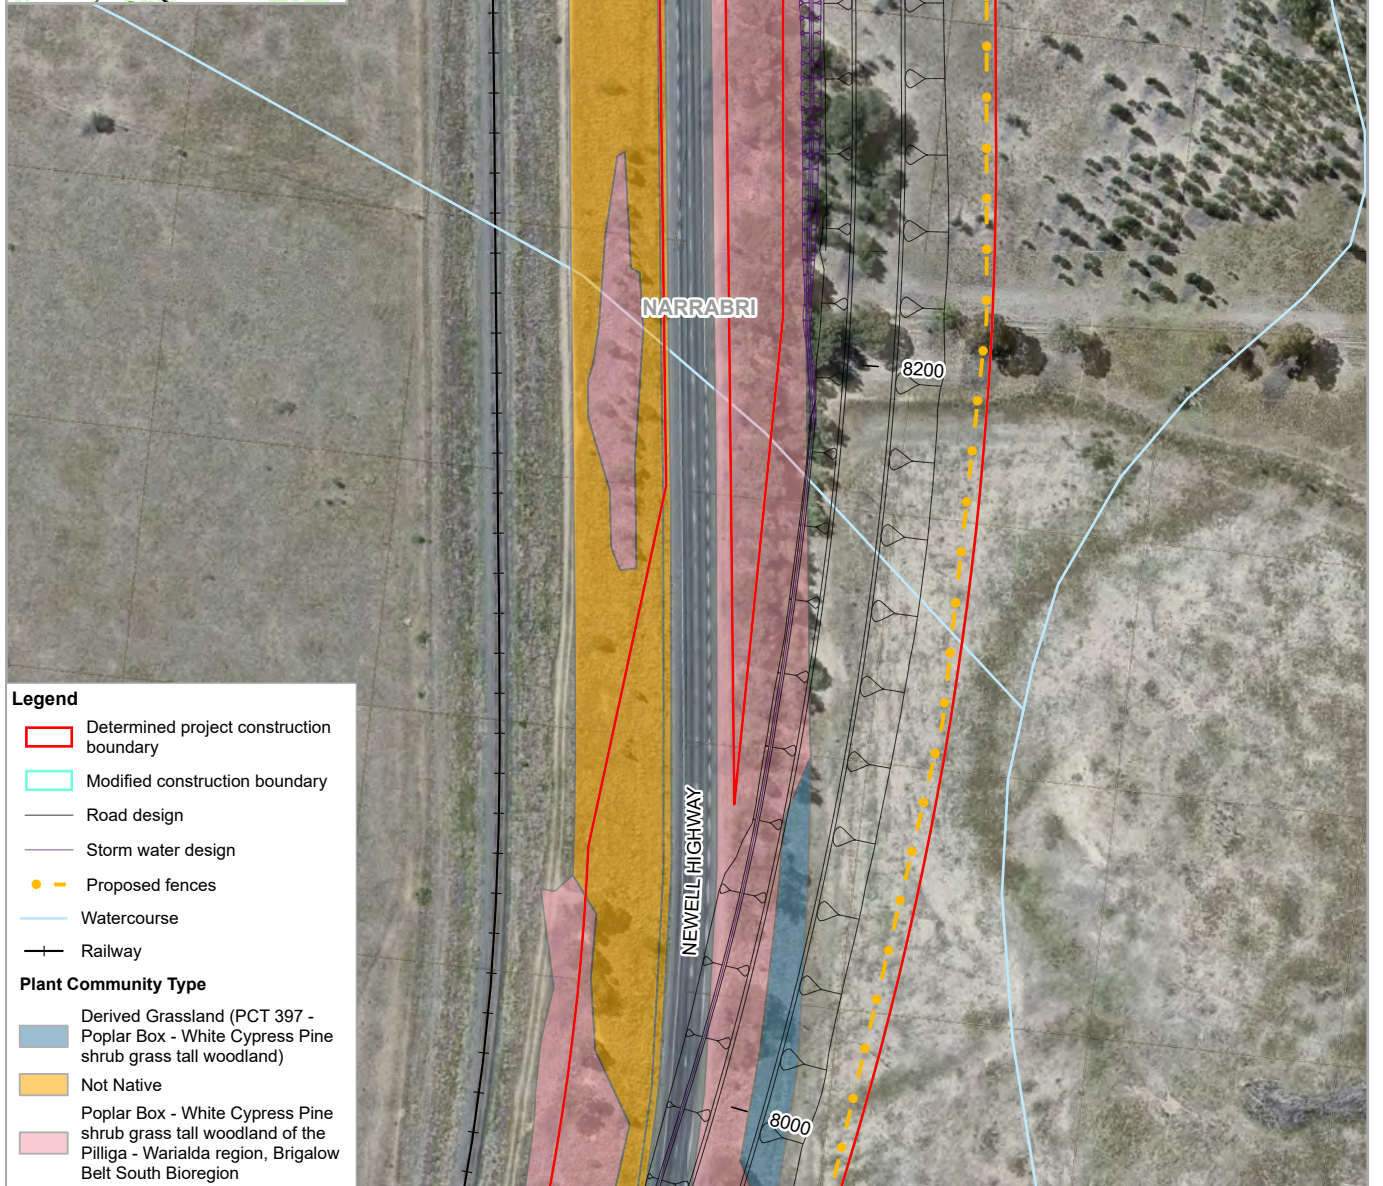 NARRABRI
8200
NEWELL HIGHWAY
8000
Legend
Determined project construction
boundary
Modified construction boundary
Road design
Storm water design
Proposed fences
Watercourse
Railway
Plant Community Type
Derived Grassland (PCT 397 -
Poplar Box - White Cypress Pine
shrub grass tall woodland)
Not Native
Poplar Box - White Cypress Pine
shrub grass tall woodland of the
Pilliga - Warialda region, Brigalow
Belt South Bioregion